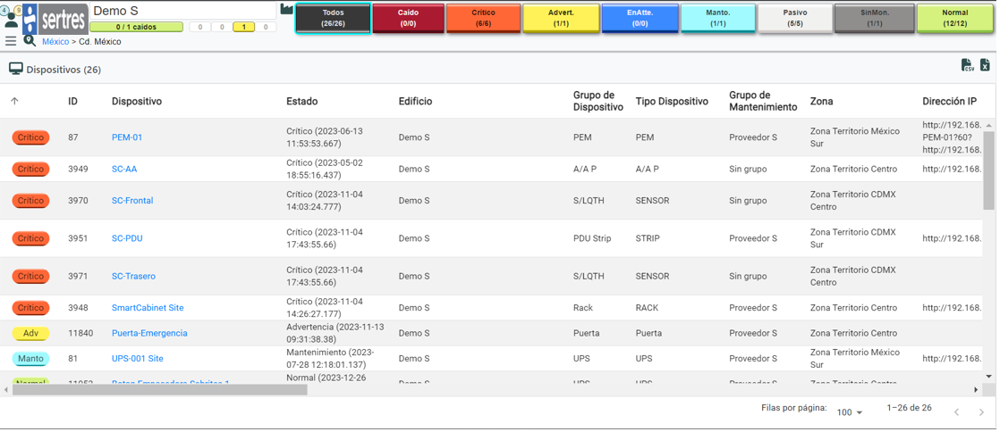 4 9
sertres
Demo S
0 / 1 caidos
0 0 1 0
México > Cd. México
Todos
(26/26)
Caído
(0/0)
Crítico
(6/6)
Advert.
(1/1)
EnAtte.
(0/0)
Manto.
(1/1)
Pasivo
(5/5)
SinMon.
(1/1)
Normal
(12/12)
Dispositivos (26)
CSV
ID Dispositivo Estado Edificio Grupo de Dispositivo Tipo Dispositivo Grupo de Mantenimiento Zona Dirección IP
Crítico 87 PEM-01 Crítico (2023-06-13 11:53:53.667) Demo S PEM PEM Proveedor S Zona Territorio México Sur http://192.168. PEM-01?60? http://192.168.
Crítico 3949 SC-AA Crítico (2023-05-02 18:55:16.437) Demo S A/A P A/A P Sin grupo Zona Territorio Centro http://192.168.
Crítico 3970 SC-Frontal Crítico (2023-11-04 14:03:24.777) Demo S S/LQTH SENSOR Sin grupo Zona Territorio CDMX Centro
Crítico 3951 SC-PDU Crítico (2023-11-04 17:43:55.66) Demo S PDU Strip STRIP Proveedor S Zona Territorio CDMX Sur http://192.168.
Crítico 3971 SC-Trasero Crítico (2023-11-04 17:43:55.66) Demo S S/LQTH SENSOR Sin grupo Zona Territorio CDMX Centro
Crítico 3948 SmartCabinet Site Crítico (2023-11-04 14:26:27.177) Demo S Rack RACK Proveedor S Zona Territorio Centro http://192.168.
Adv 11840 Puerta-Emergencia Advertencia (2023-11-13 09:31:38.38) Demo S Puerta Puerta Proveedor S Zona Territorio Centro
Manto 81 UPS-001 Site Mantenimiento (2023-07-28 12:18:01.137) Demo S UPS UPS Proveedor S Zona Territorio México Sur http://192.168.
Normal Normal (2023-12-26 Demo S UPS UPS Proveedor S Zona Territorio Centro
Filas por página: 100 1–26 de 26